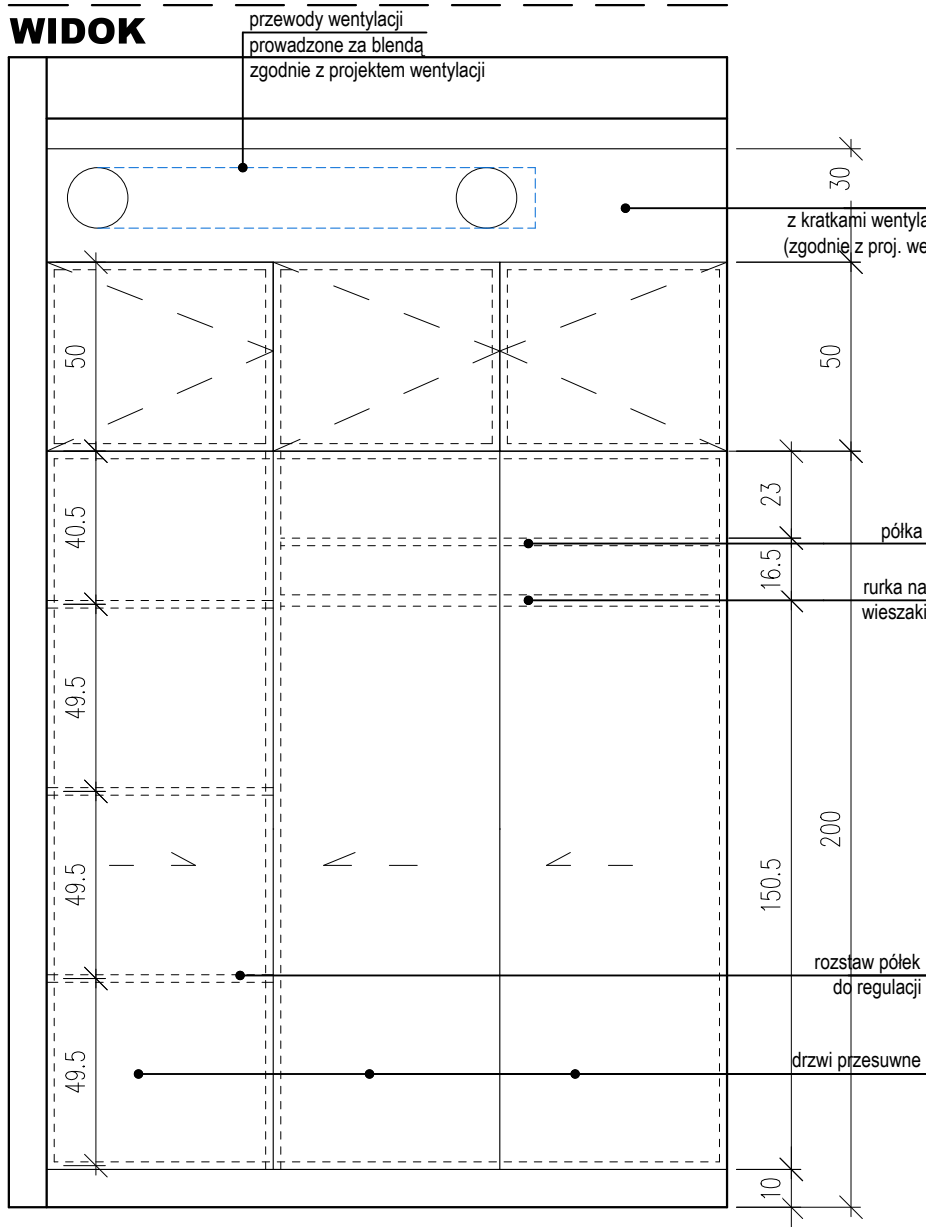 WIDOK
przewody wentylacji
prowadzone za blendą
zgodnie z projektem wentylacji
30
z kratkami
(zgodnie z proj.
50
50
23
40.5
półka
16.5
rurka na
wieszaki
49.5
200
49.5
150.5
rozstaw półek
do regulacji
49.5
drzwi przesuwne
10